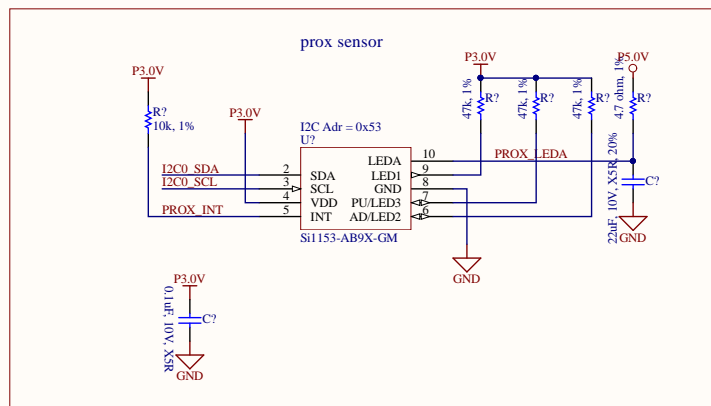 prox sensor
P3.0V
R?
10k, 1%
P3.0V
I2C Adr = 0x53
U?
I2C0_SDA
I2C0_SCL
PROX_INT
2
3
4
5
SDA
SCL
VDD
INT
LEDA
LED1
GND
PU/LED3
AD/LED2
10
9
8
7
6
Si1153-AB9X-GM
P3.0V
47k, 1%
R?
47k, 1%
R?
47k, 1%
R?
P5.0V
4.7 ohm, 1%
R?
PROX_LEDA
22uF, 10V, X5R, 20%
C?
GND
GND
P3.0V
0.1uF, 10V, X5R
C?
GND